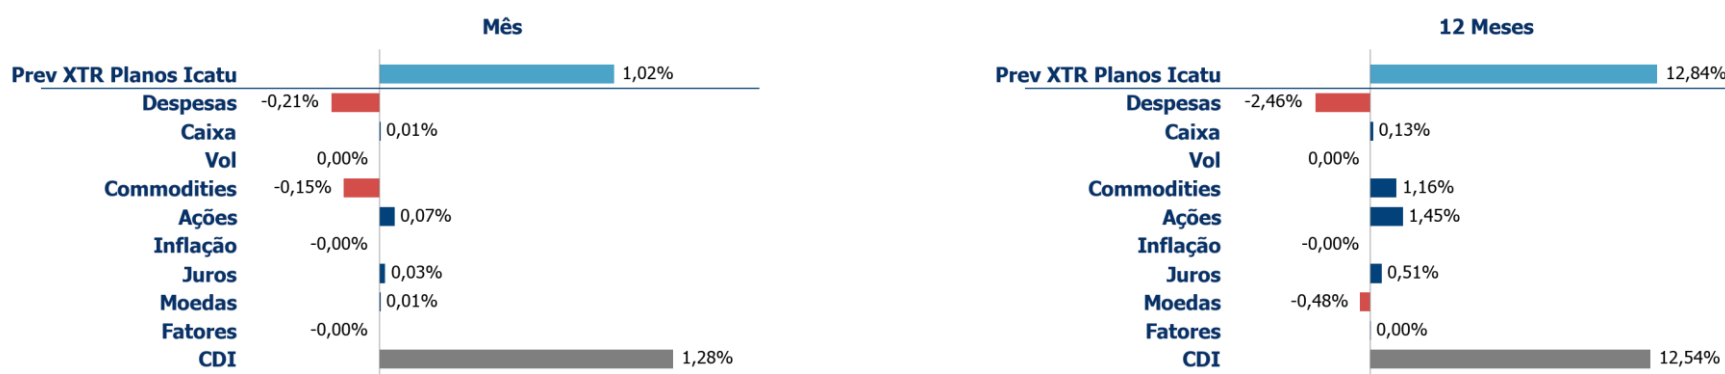 Mês
Prev XTR Planos Icatu 1,02%
Despesas -0,21%
Caixa 0,01%
Vol 0,00%
Commodities -0,15%
Ações 0,07%
Inflação -0,00%
Juros 0,03%
Moedas 0,01%
Fatores -0,00%
CDI 1,28%
12 Meses
Prev XTR Planos Icatu 12,84%
Despesas -2,46%
Caixa 0,13%
Vol 0,00%
Commodities 1,16%
Ações 1,45%
Inflação -0,00%
Juros 0,51%
Moedas -0,48%
Fatores 0,00%
CDI 12,54%